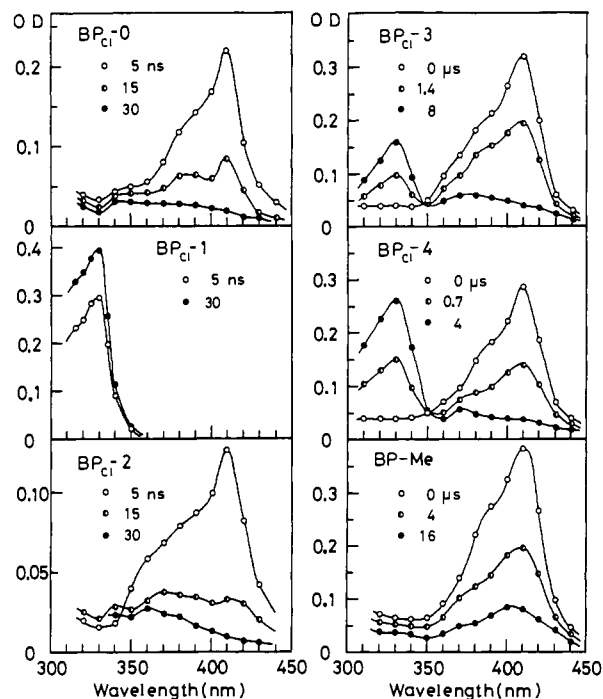 OD
BPCl-0
○ 5 ns
◐ 15
● 30
0.2
0.1
0
BPCl-1
○ 5 ns
● 30
0.4
0.3
0.2
0.1
0
BPCl-2
○ 5 ns
◐ 15
● 30
0.10
0.05
0
300 350 400 450
Wavelength(nm)
OD
BPCl-3
○ 0 μs
◐ 1.4
● 8
0.3
0.2
0.1
0
BPCl-4
○ 0 μs
◐ 0.7
● 4
0.3
0.2
0.1
0
BP-Me
○ 0 μs
◐ 4
● 16
0.3
0.2
0.1
0
300 350 400 450
Wavelength(nm)